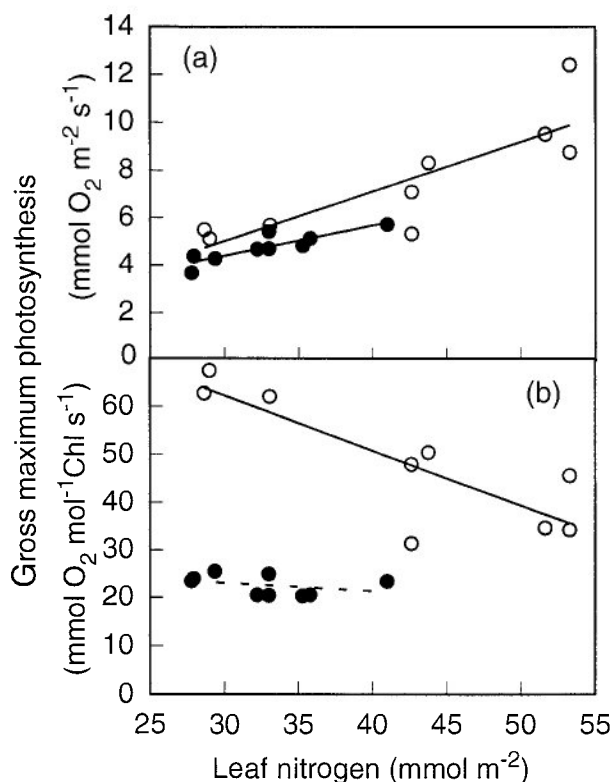 Gross maximum photosynthesis
(mmol O2 m-2 s-1)
14
12
10
8
6
4
2
0
(a)
(mmol O2 mol-1Chl s-1)
60
50
40
30
20
10
0
(b)
25 30 35 40 45 50 55
Leaf nitrogen (mmol m-2)